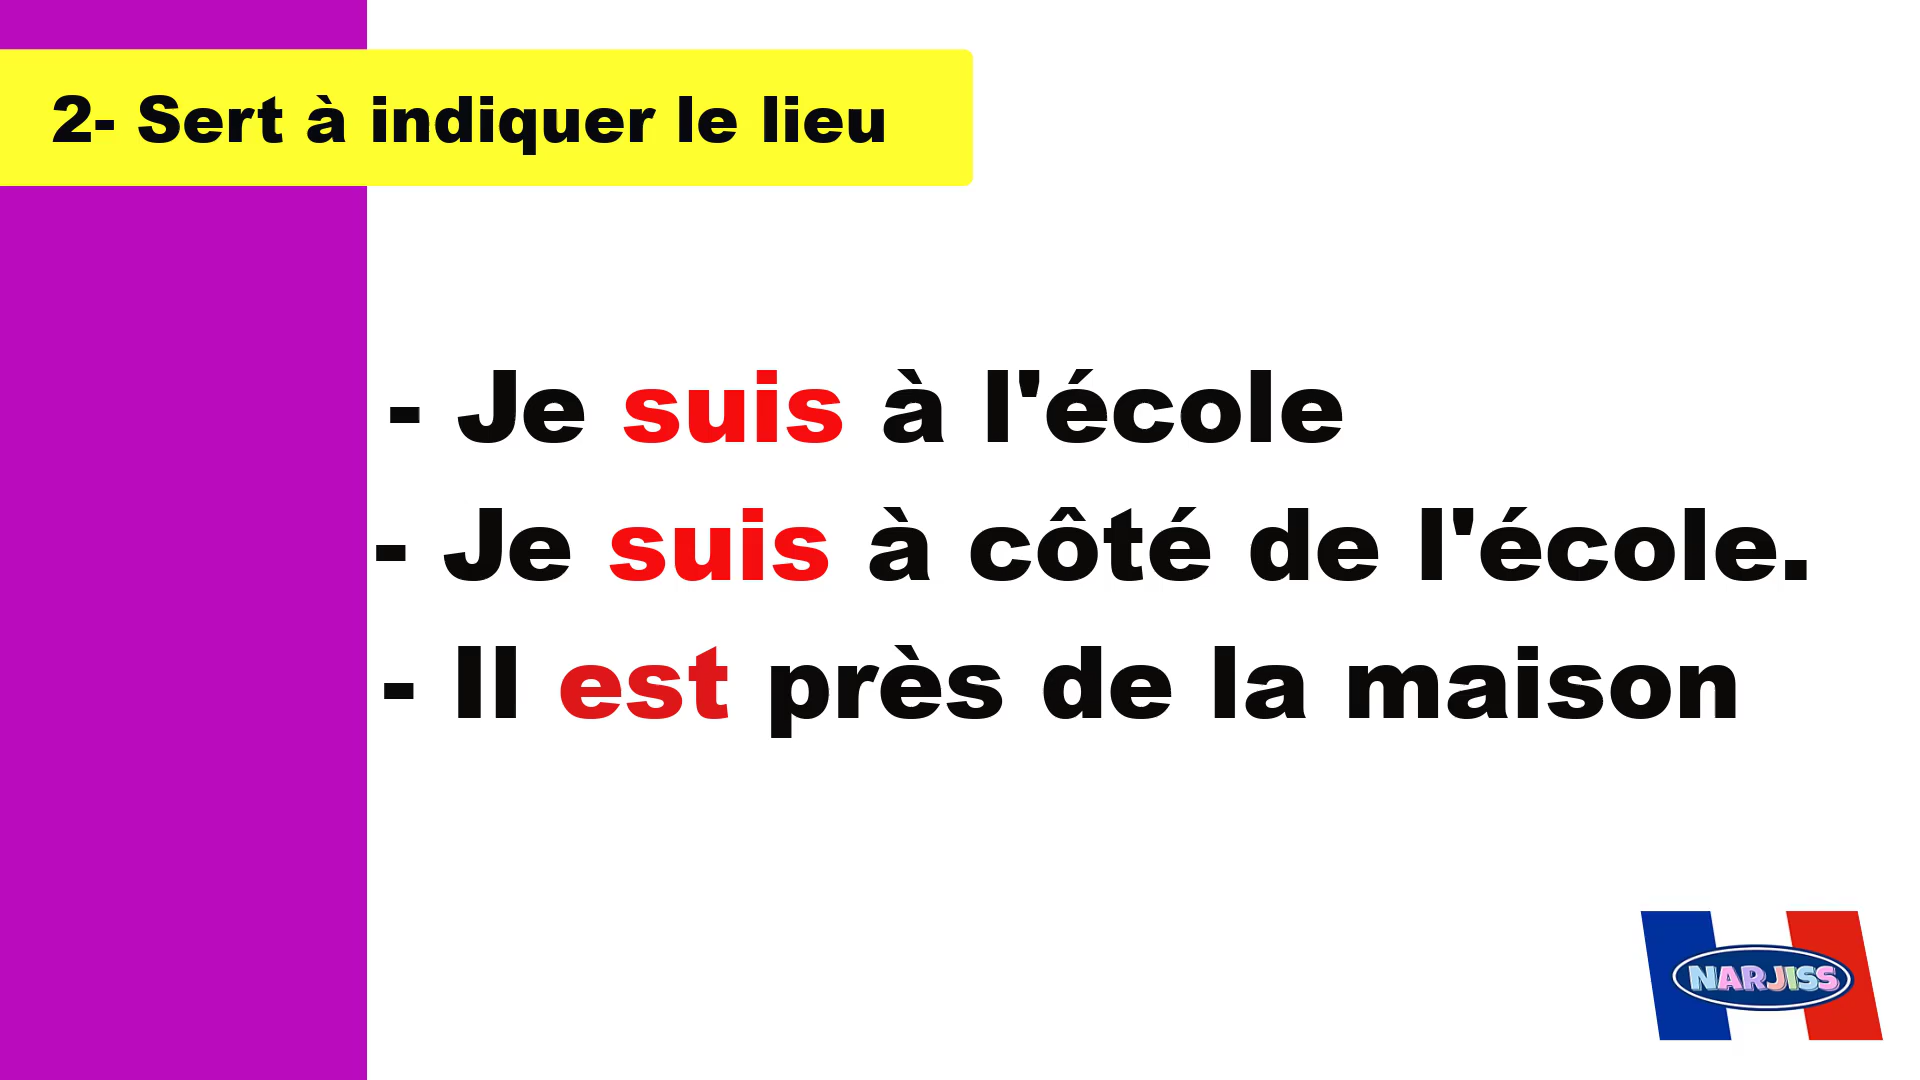 2- Sert à indiquer le lieu
- Je suis à l'école
- Je suis à côté de l'école.
- Il est près de la maison
NARJISS